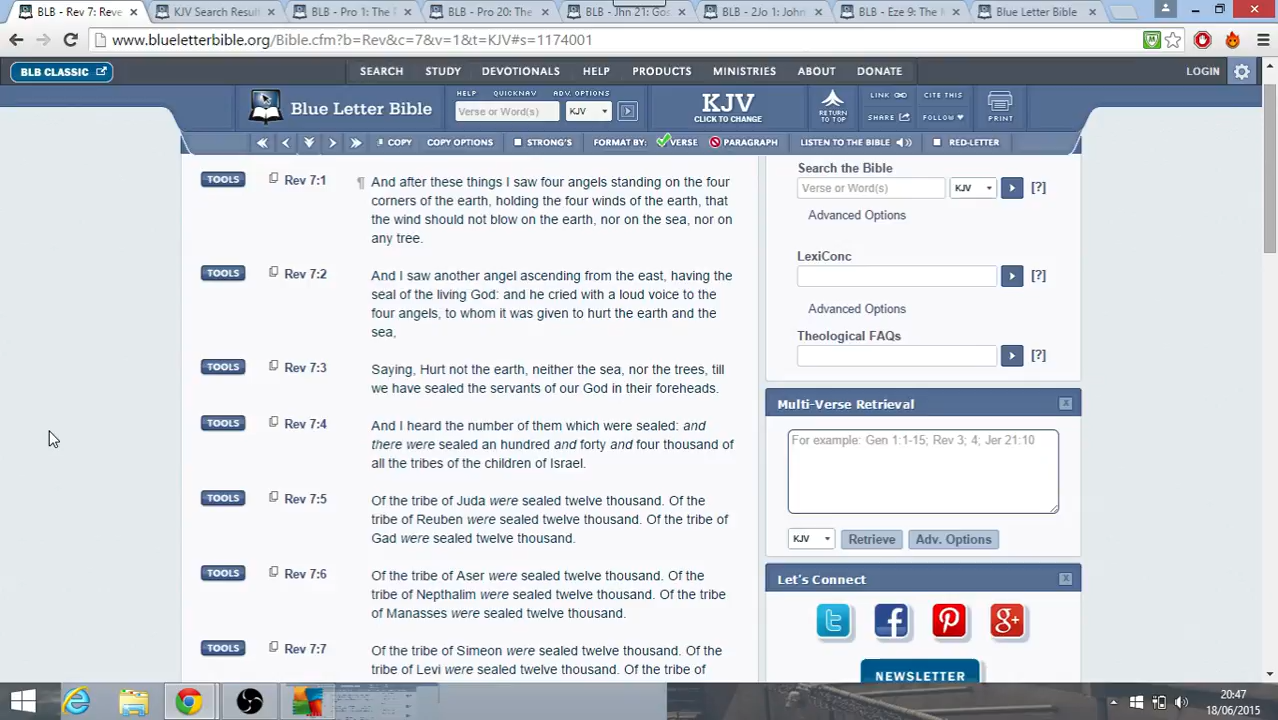 BLB - Rev 7: Reve
KJV Search Result
BLB - Pro 1: The P
BLB - Pro 20: The
BLB - Jhn 21: Gos
BLB - 2Jo 1: John
BLB - Eze 9: The M
Blue Letter Bible
www.blueletterbible.org/Bible.cfm?b=Rev&c=7&v=1&t=KJV#s=1174001
BLB CLASSIC
SEARCH STUDY DEVOTIONALS HELP PRODUCTS MINISTRIES ABOUT DONATE
LOGIN
Blue Letter Bible
HELP QUICKNAV ADV. OPTIONS
Verse or Word(s) KJV
KJV
CLICK TO CHANGE
RETURN
TO TOP
LINK CITE THIS
SHARE FOLLOW
PRINT
COPY COPY OPTIONS STRONG'S FORMAT BY: VERSE PARAGRAPH LISTEN TO THE BIBLE RED-LETTER
TOOLS Rev 7:1 ¶ And after these things I saw four angels standing on the four
corners of the earth, holding the four winds of the earth, that
the wind should not blow on the earth, nor on the sea, nor on
any tree.
TOOLS Rev 7:2 And I saw another angel ascending from the east, having the
seal of the living God: and he cried with a loud voice to the
four angels, to whom it was given to hurt the earth and the
sea,
TOOLS Rev 7:3 Saying, Hurt not the earth, neither the sea, nor the trees, till
we have sealed the servants of our God in their foreheads.
TOOLS Rev 7:4 And I heard the number of them which were sealed: and
there were sealed an hundred and forty and four thousand of
all the tribes of the children of Israel.
TOOLS Rev 7:5 Of the tribe of Juda were sealed twelve thousand. Of the
tribe of Reuben were sealed twelve thousand. Of the tribe of
Gad were sealed twelve thousand.
TOOLS Rev 7:6 Of the tribe of Aser were sealed twelve thousand. Of the
tribe of Nepthalim were sealed twelve thousand. Of the tribe
of Manasses were sealed twelve thousand.
TOOLS Rev 7:7 Of the tribe of Simeon were sealed twelve thousand. Of the
tribe of Levi were sealed twelve thousand. Of the tribe of
Search the Bible
Verse or Word(s) KJV [?]
Advanced Options
LexiConc
[?]
Advanced Options
Theological FAQs
[?]
Multi-Verse Retrieval x
For example: Gen 1:1-15; Rev 3; 4; Jer 21:10
KJV Retrieve Adv. Options
Let's Connect x
NEWSLETTER
20:47
18/06/2015